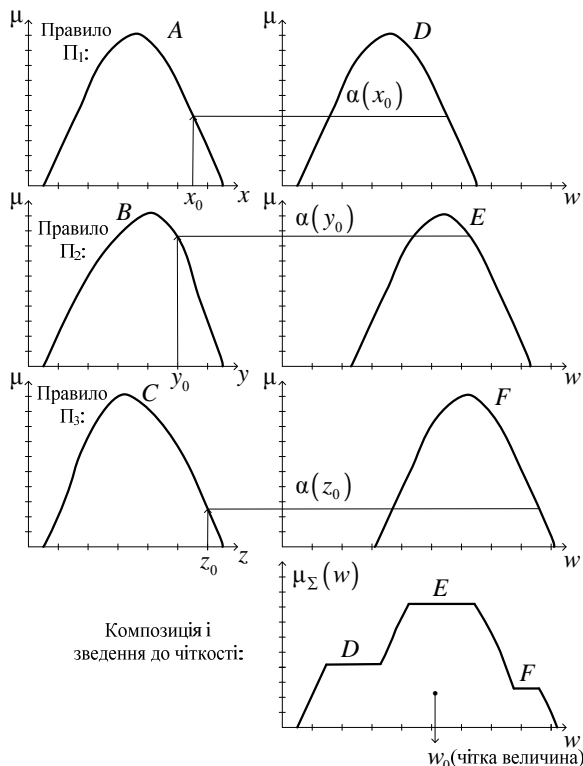 μ
Правило
П₁:
A
x₀
x
μ
D
α(x₀)
w
μ
Правило
П₂:
B
y₀
y
μ
α(y₀)
E
w
μ
Правило
П₃:
C
z₀
z
μ
F
α(z₀)
w
Композиція і
зведення до чіткості:
μ_Σ(w)
D
E
F
w
w₀(чітка величина)